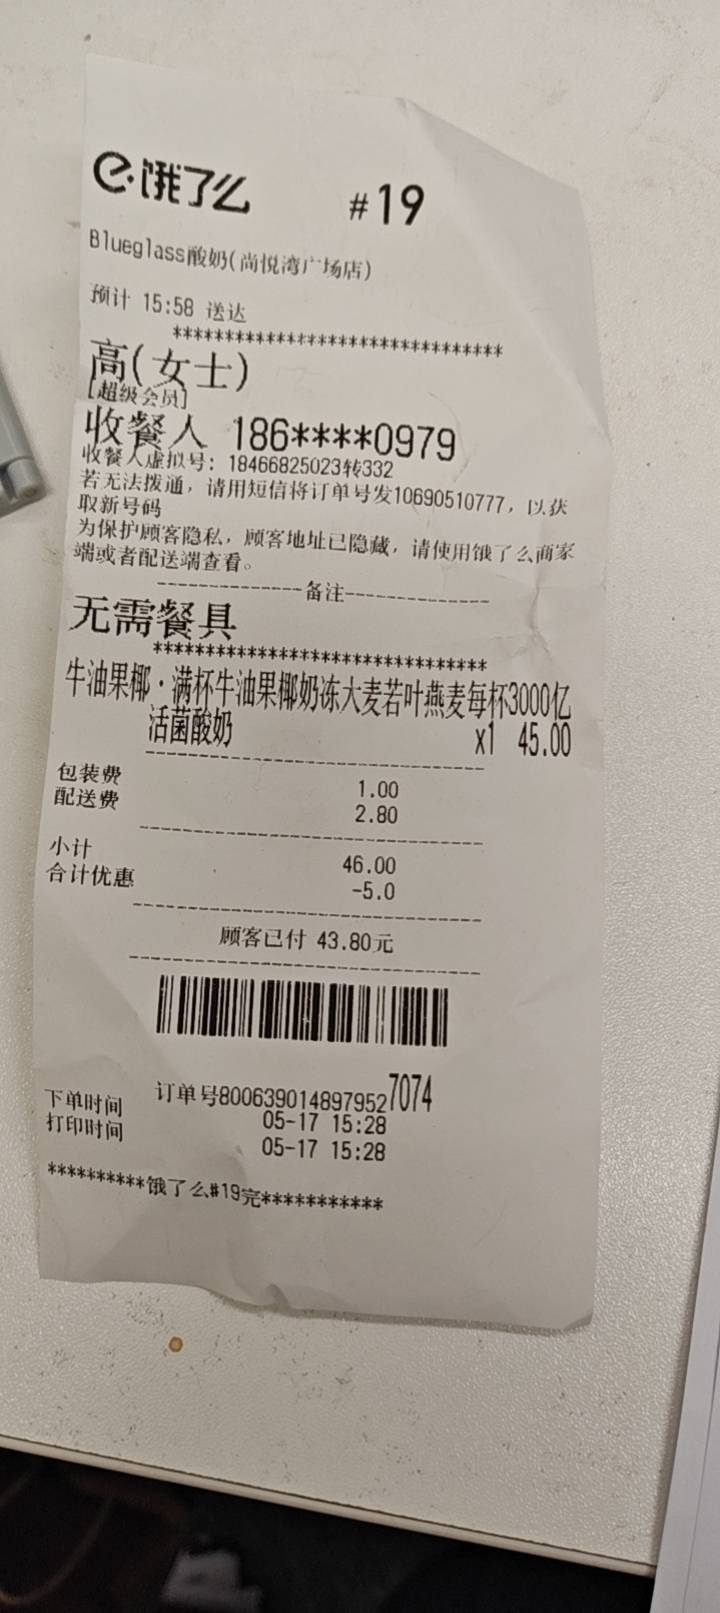 饿了么 #19
Blueglass酸奶(尚悦湾广场店)
预计 15:58 送达
********************************
高(女士)
[超级会员]
收餐人 186****0979
收餐人虚拟号: 18466825023转332
若无法拨通，请用短信将订单号发10690510777，以获
取新号码
为保护顾客隐私，顾客地址已隐藏，请使用饿了么商家
端或者配送端查看。
--------------备注--------------
无需餐具
********************************
牛油果椰·满杯牛油果椰奶冻大麦若叶燕麦每杯3000亿
活菌酸奶 x1 45.00
--------------------------------
包装费 1.00
配送费 2.80
--------------------------------
小计 46.00
合计优惠 -5.0
--------------------------------
顾客已付 43.80元
--------------------------------
订单号8006390148979527074
下单时间 05-17 15:28
打印时间 05-17 15:28
**********饿了么#19完***********